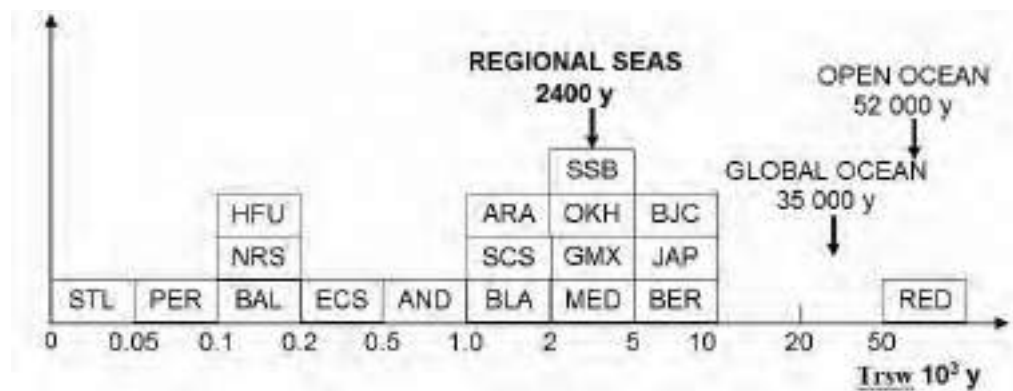 REGIONAL SEAS
2400 y
OPEN OCEAN
52 000 y
GLOBAL OCEAN
35 000 y
SSB
HFU ARA OKH BJC
NRS SCS GMX JAP
STL PER BAL ECS AND BLA MED BER RED
0 0.05 0.1 0.2 0.5 1.0 2 5 10 20 50
Trsw 10³ y